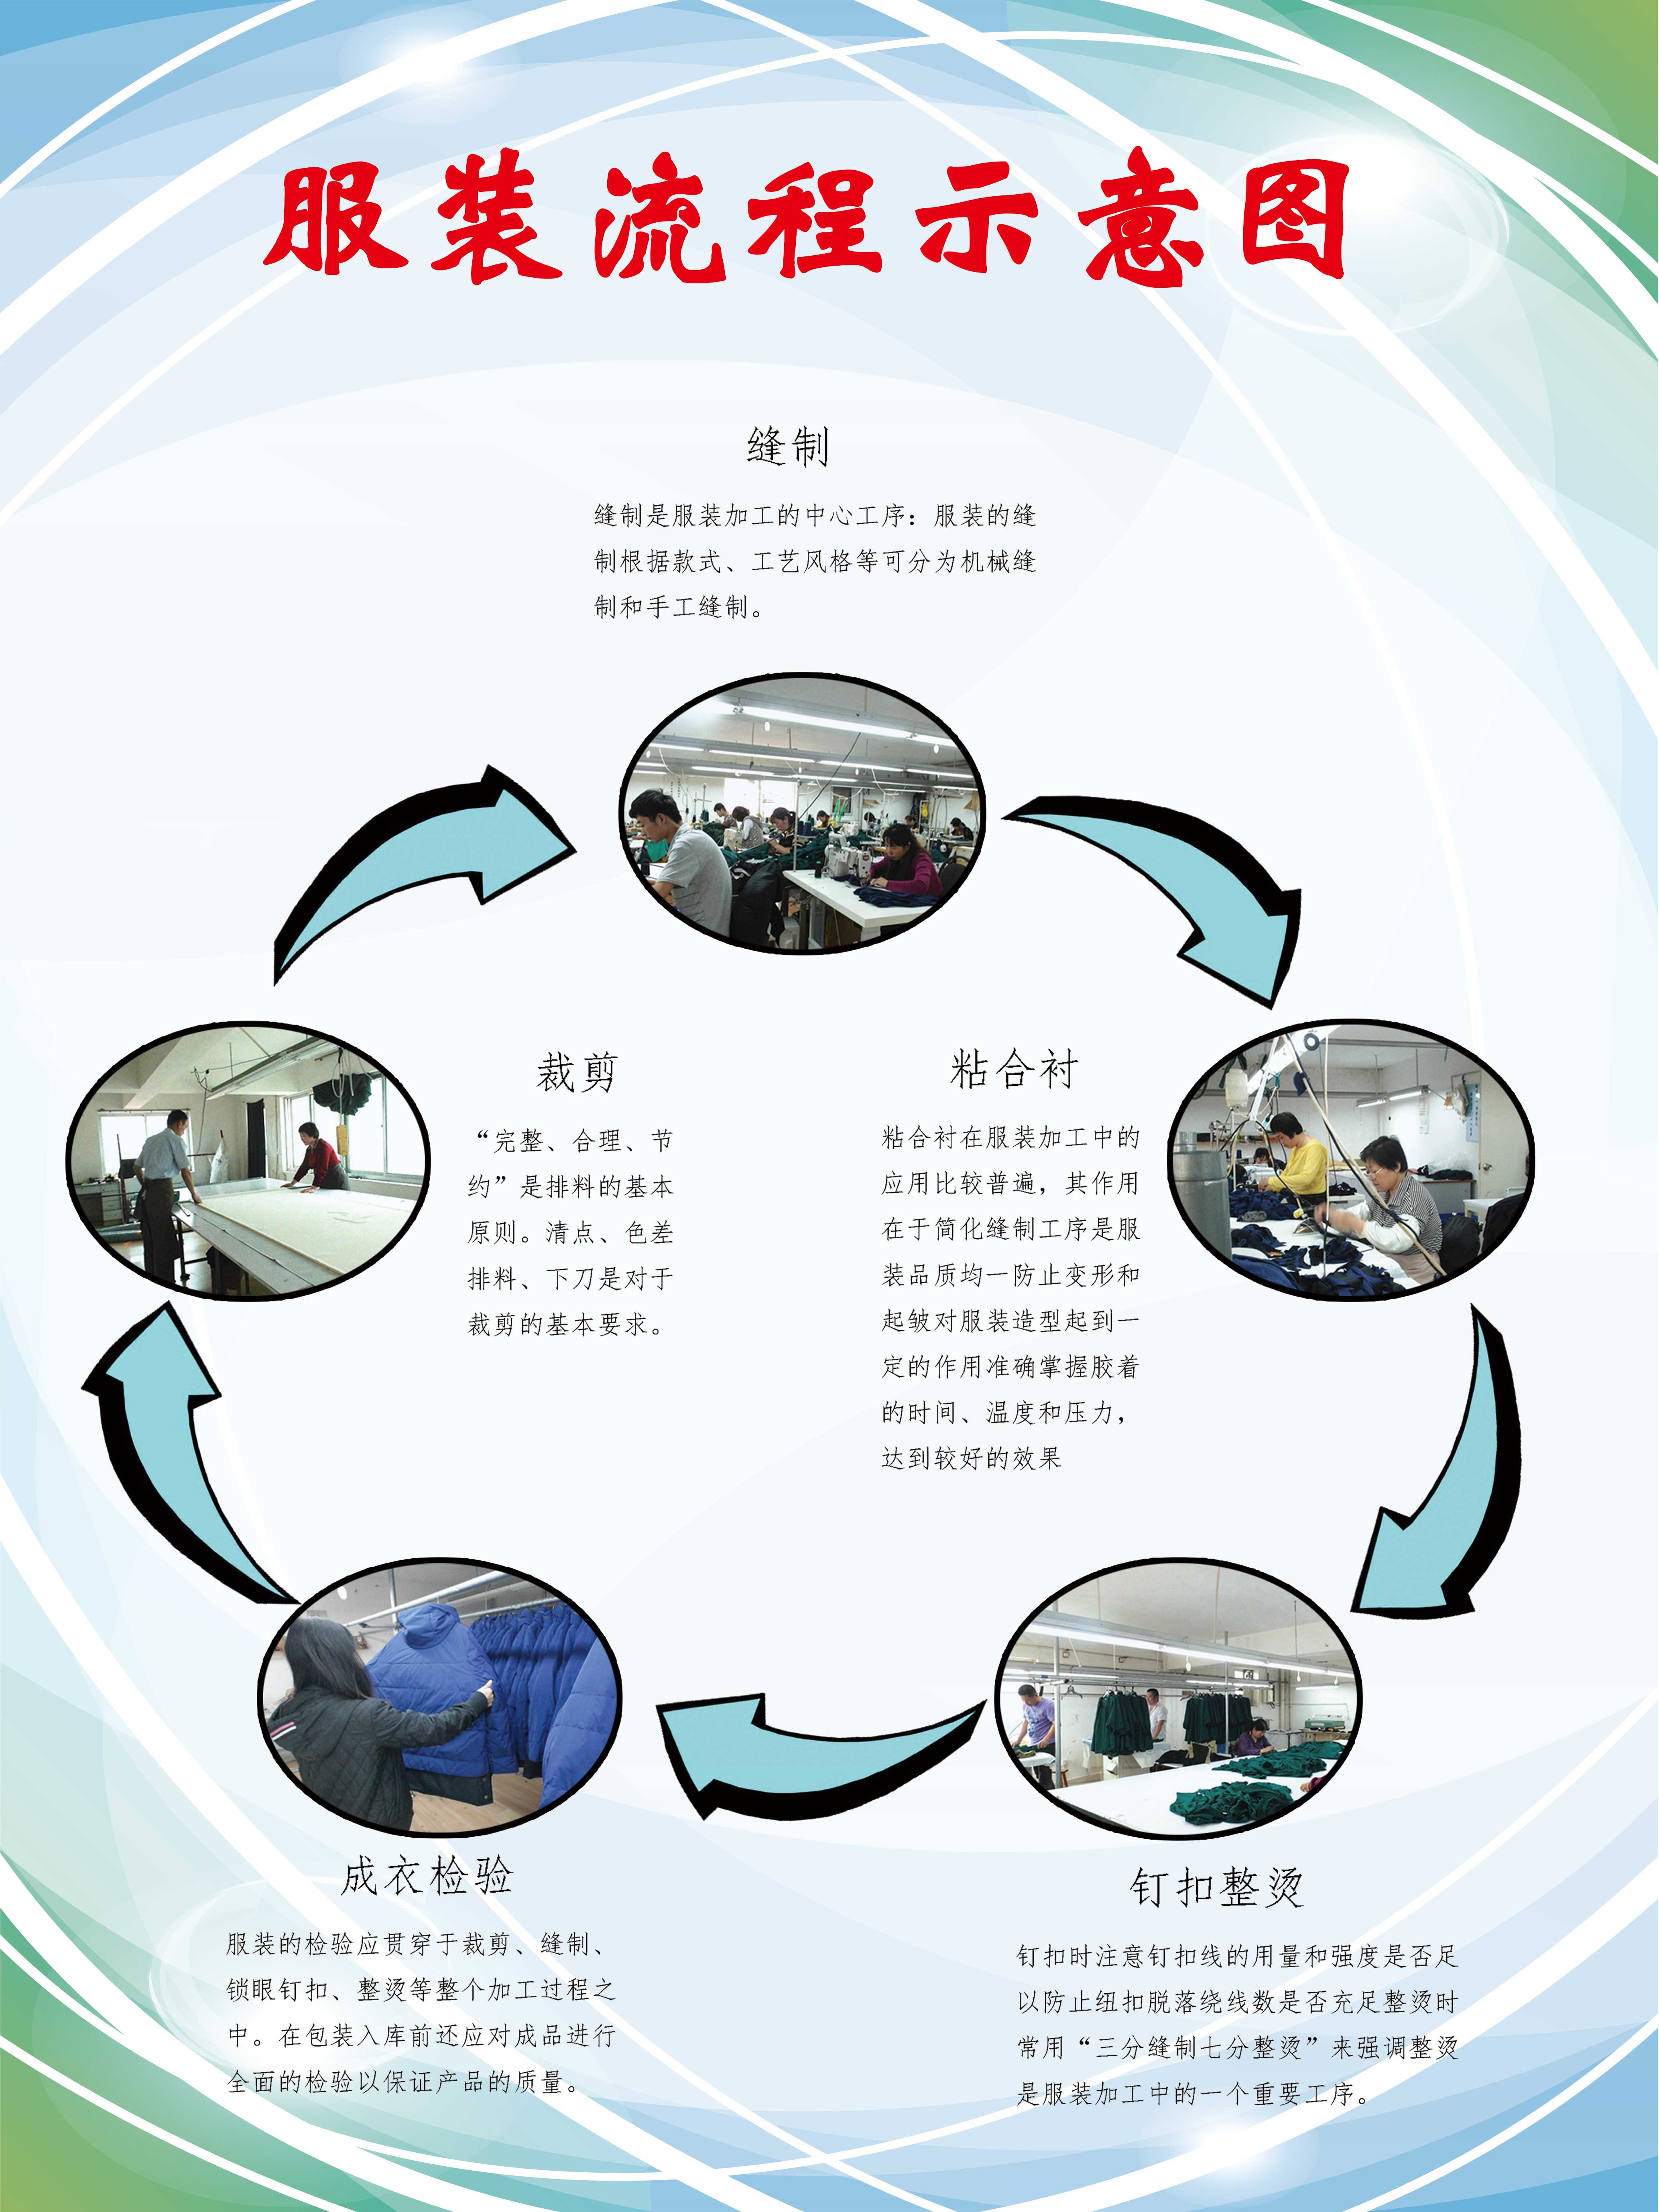 服装流程示意图
缝制
缝制是服装加工的中心工序：服装的缝
制根据款式、工艺风格等可分为机械缝
制和手工缝制。
裁剪
“完整、合理、节
约”是排料的基本
原则。清点、色差
排料、下刀是对于
裁剪的基本要求。
粘合衬
粘合衬在服装加工中的
应用比较普遍，其作用
在于简化缝制工序是服
装品质均一防止变形和
起皱对服装造型起到一
定的作用准确掌握胶着
的时间、温度和压力，
达到较好的效果
成衣检验
服装的检验应贯穿于裁剪、缝制、
锁眼钉扣、整烫等整个加工过程之
中。在包装入库前还应对成品进行
全面的检验以保证产品的质量。
钉扣整烫
钉扣时注意钉扣线的用量和强度是否足
以防止纽扣脱落绕线数是否充足整烫时
常用“三分缝制七分整烫”来强调整烫
是服装加工中的一个重要工序。